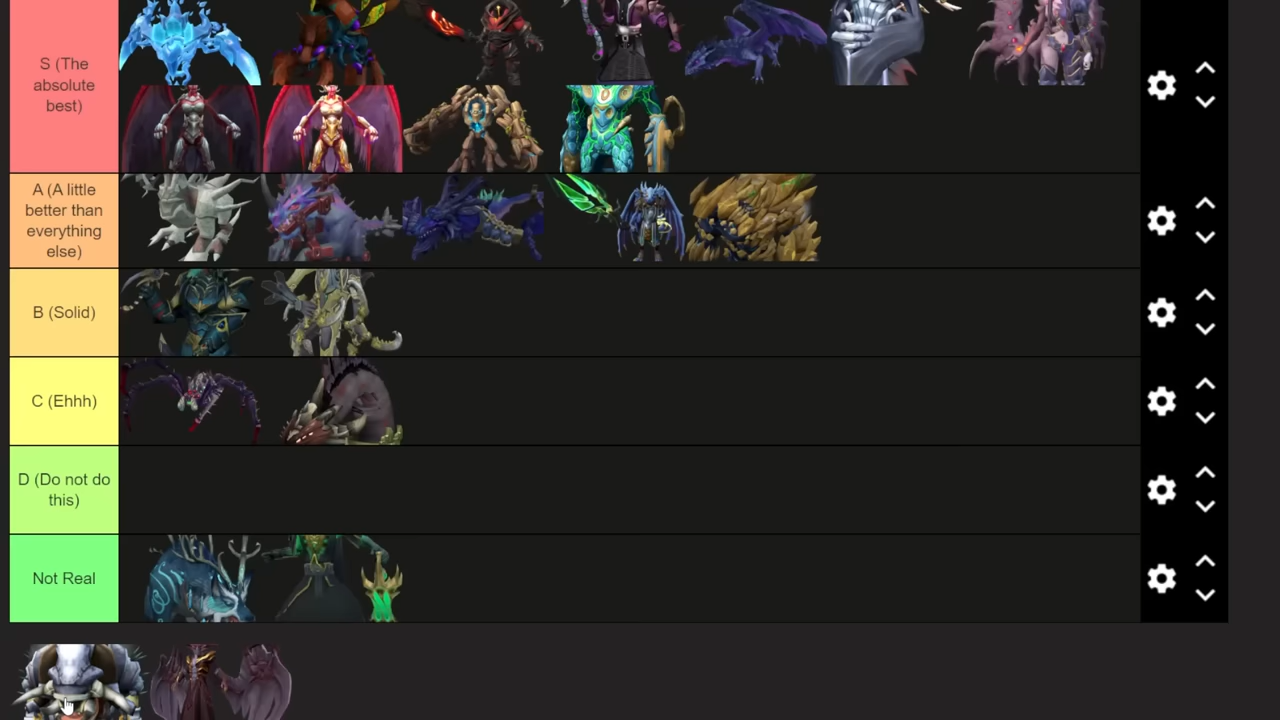 S (The
absolute
best)
A (A little
better than
everything
else)
B (Solid)
C (Ehhh)
D (Do not do
this)
Not Real